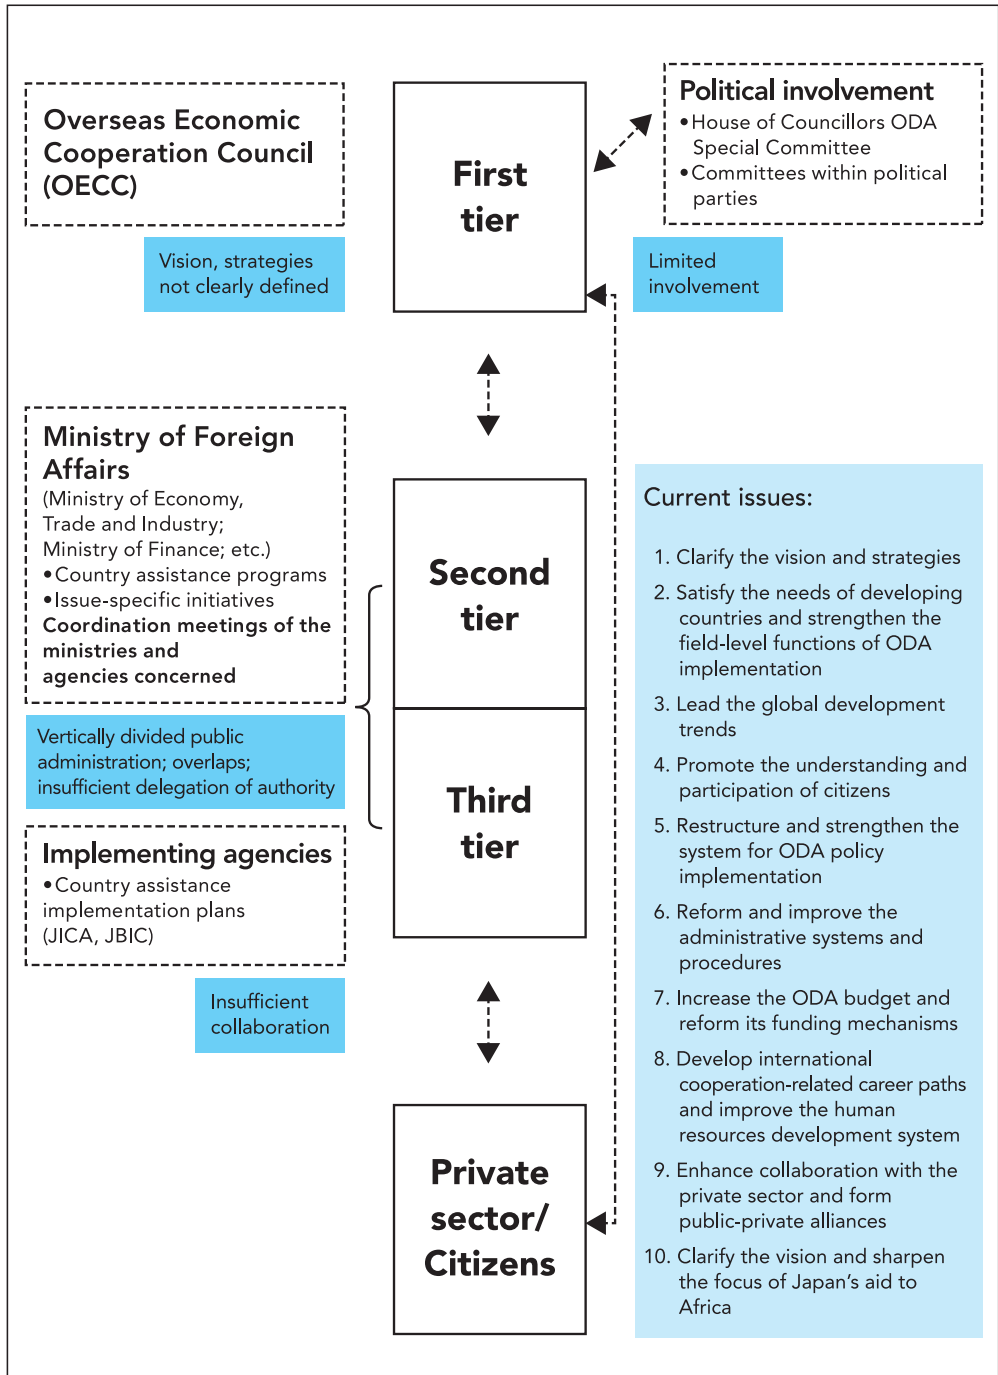 Overseas Economic
Cooperation Council
(OECC)
Vision, strategies
not clearly defined
First
tier
Political involvement
•House of Councillors ODA
Special Committee
•Committees within political
parties
Limited
involvement
Ministry of Foreign
Affairs
(Ministry of Economy,
Trade and Industry;
Ministry of Finance; etc.)
•Country assistance programs
•Issue-specific initiatives
Coordination meetings of the
ministries and
agencies concerned
Vertically divided public
administration; overlaps;
insufficient delegation of authority
Implementing agencies
•Country assistance
implementation plans
(JICA, JBIC)
Insufficient
collaboration
Second
tier
Third
tier
Private
sector/
Citizens
Current issues:
1. Clarify the vision and strategies
2. Satisfy the needs of developing
countries and strengthen the
field-level functions of ODA
implementation
3. Lead the global development
trends
4. Promote the understanding and
participation of citizens
5. Restructure and strengthen the
system for ODA policy
implementation
6. Reform and improve the
administrative systems and
procedures
7. Increase the ODA budget and
reform its funding mechanisms
8. Develop international
cooperation-related career paths
and improve the human
resources development system
9. Enhance collaboration with the
private sector and form
public-private alliances
10. Clarify the vision and sharpen
the focus of Japan's aid to
Africa